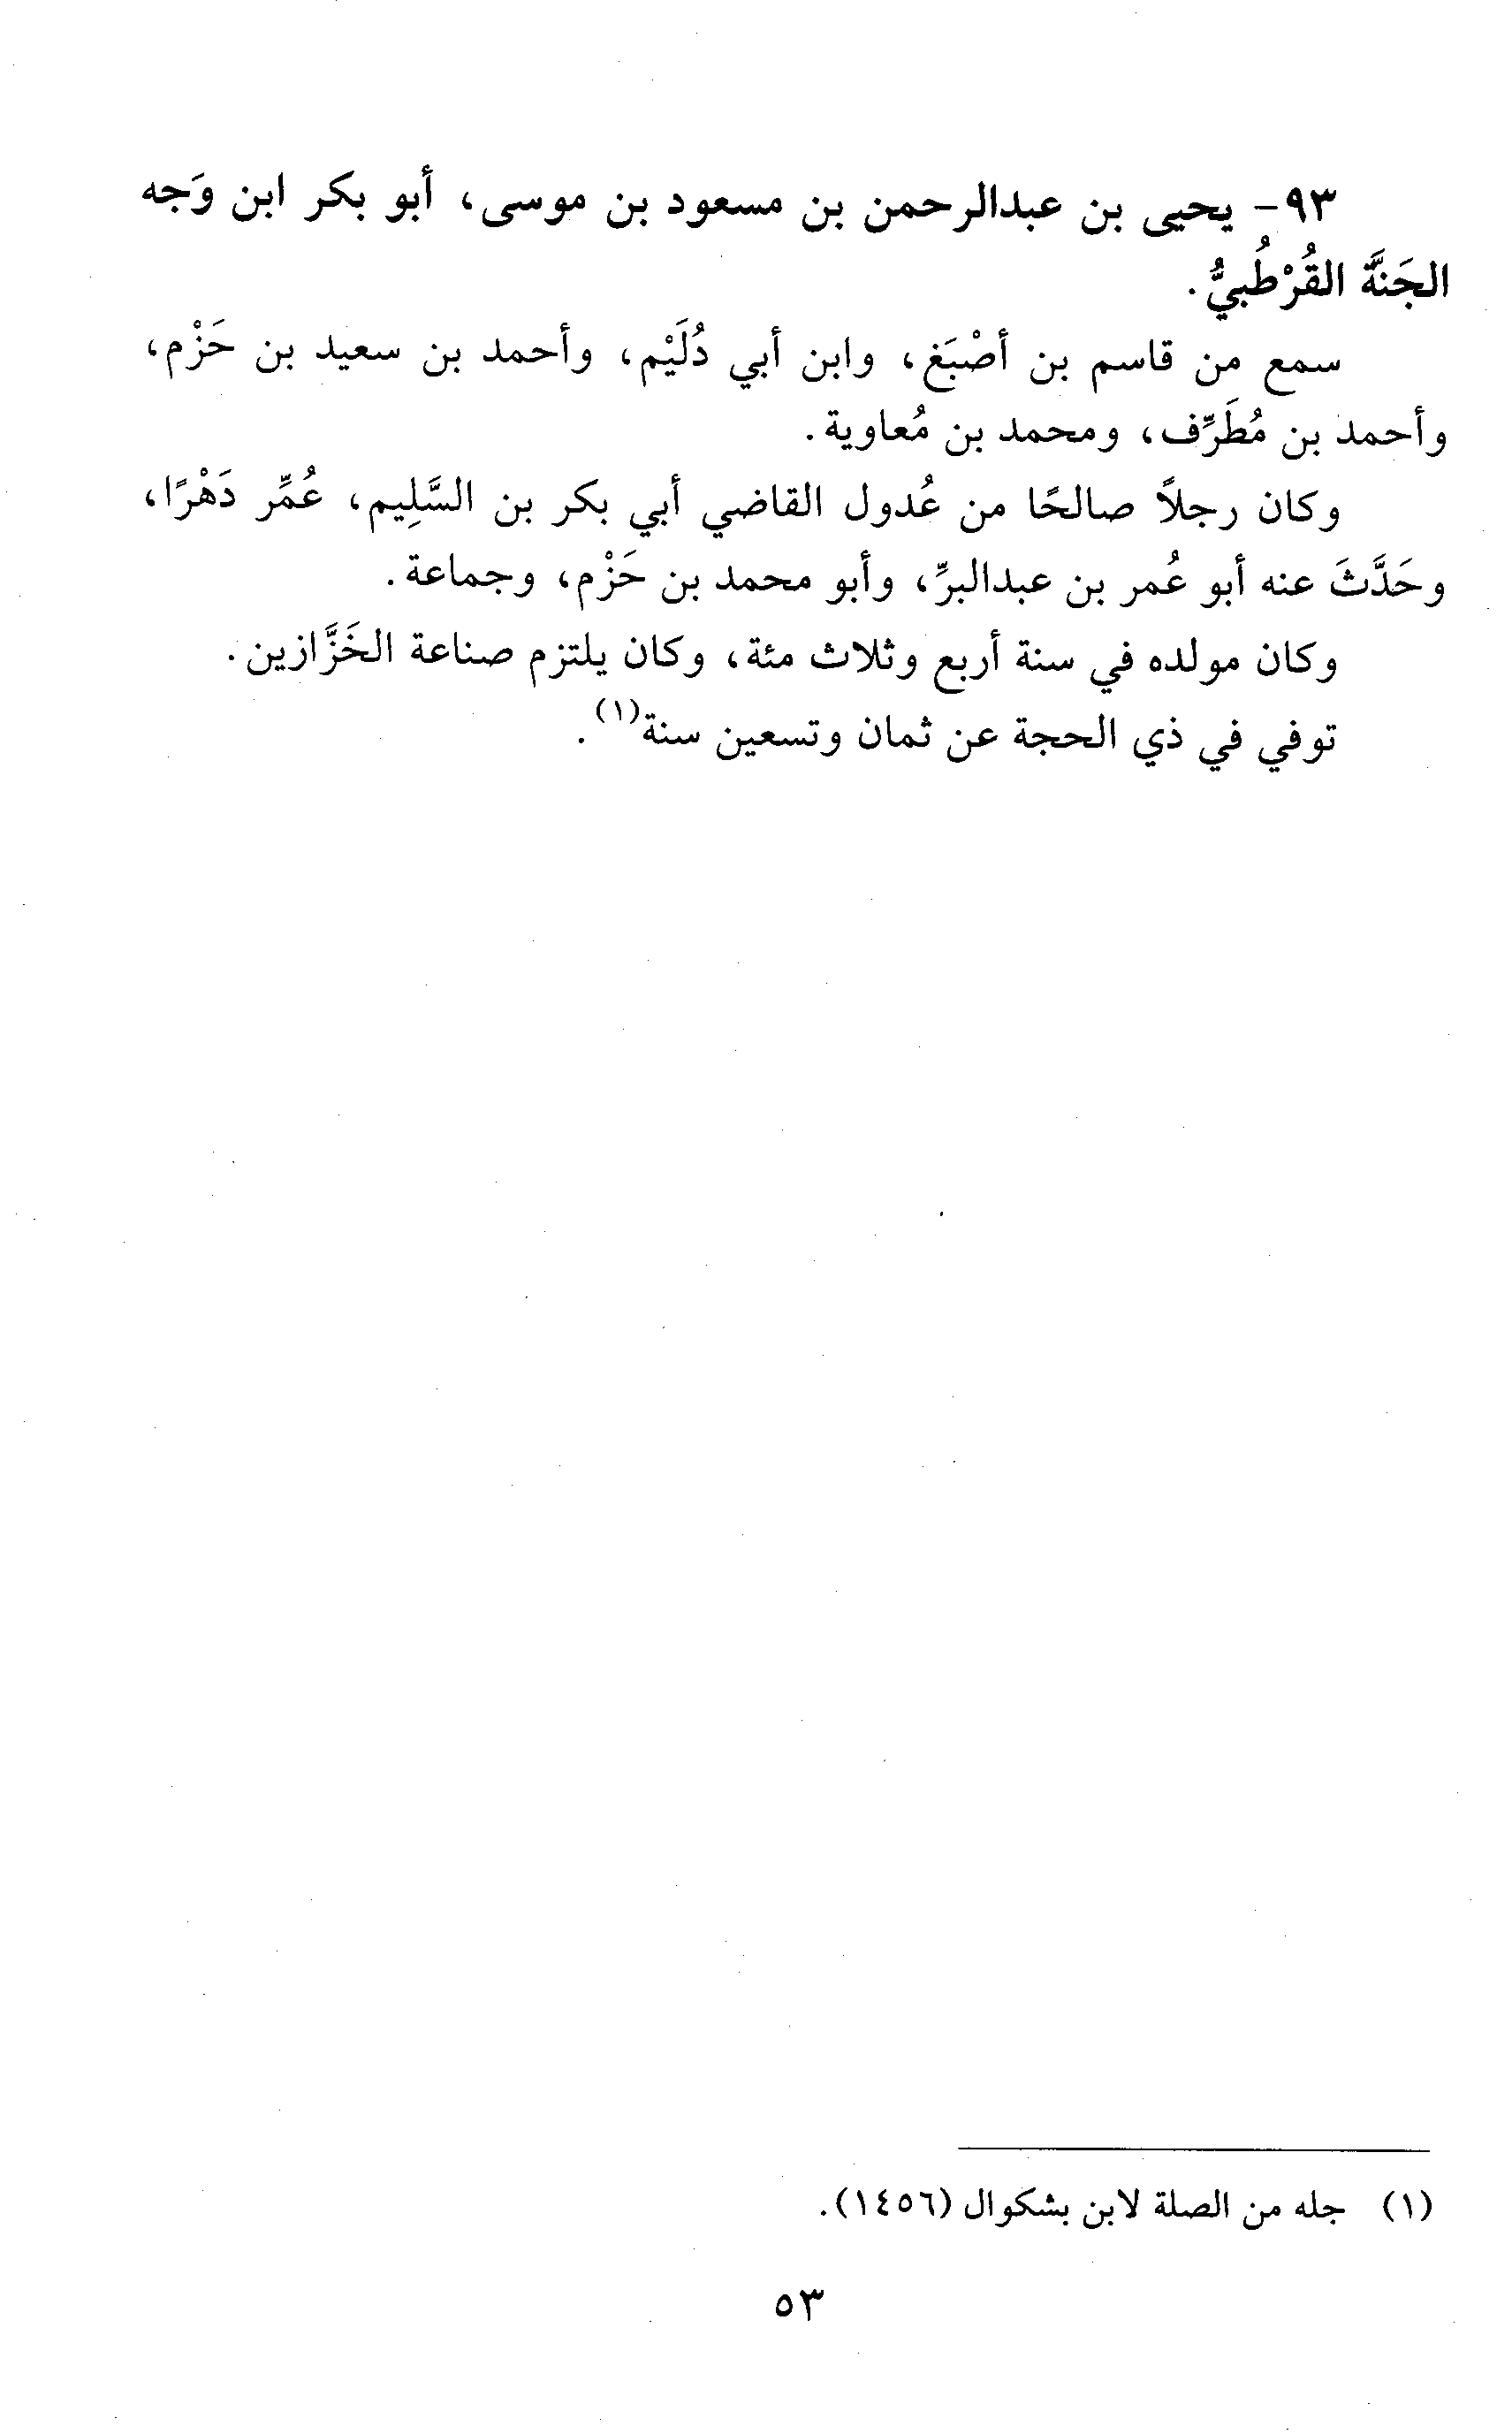 ٩٣- يحيى بن عبدالرحمن بن مسعود بن موسى، أبو بكر ابن وَجه
الجَنَّة القُرْطُبيُّ.
سمع من قاسم بن أصْبَغ، وابن أبي دُلَيْم، وأحمد بن سعيد بن حَزْم،
وأحمد بن مُطَرِّف، ومحمد بن مُعاوية.
وكان رجلاً صالحًا من عُدول القاضي أبي بكر بن السَّلِيم، عُمِّر دَهْرًا،
وحَدَّثَ عنه أبو عُمر بن عبدالبرِّ، وأبو محمد بن حَزْم، وجماعة.
وكان مولده في سنة أربع وثلاث مئة، وكان يلتزم صناعة الخَزَّازين.
توفي في ذي الحجة عن ثمان وتسعين سنة(١).
(١) جله من الصلة لابن بشكوال (١٤٥٦).
٥٣